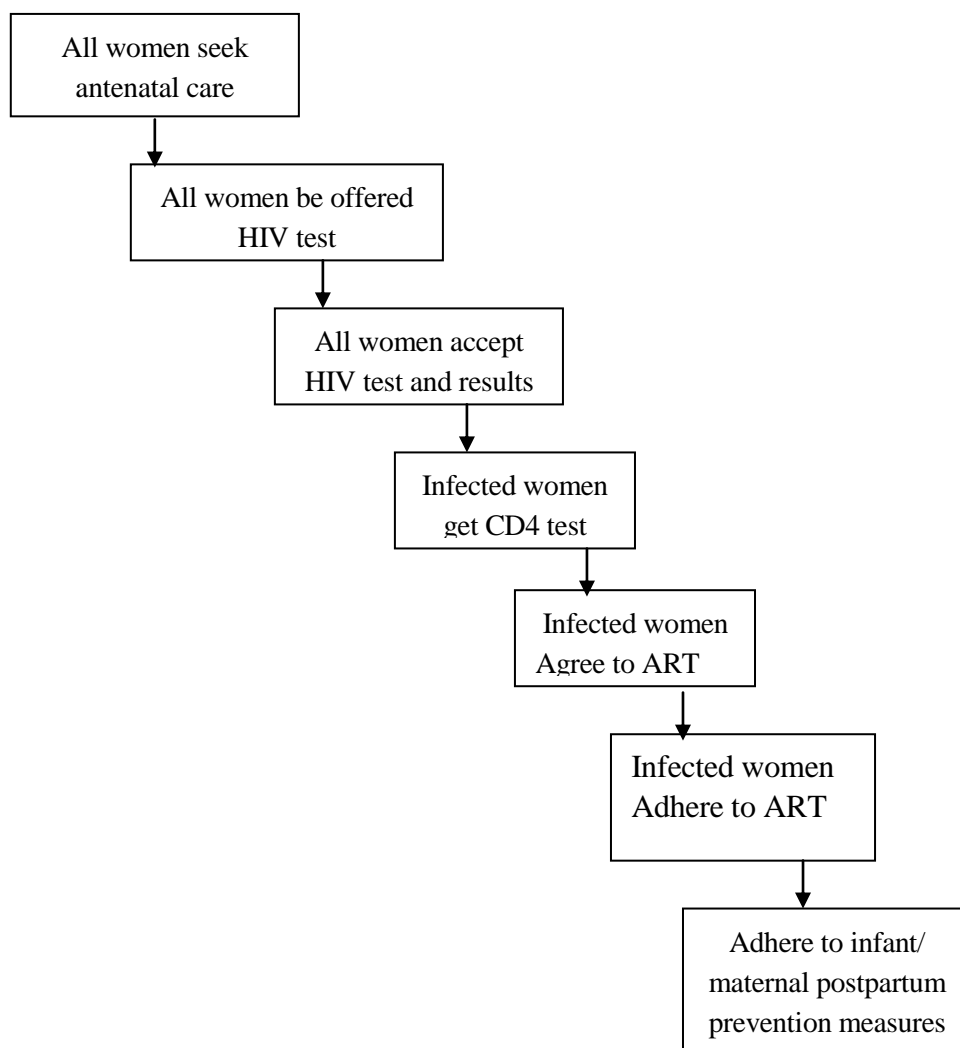 All women seek
antenatal care
All women be offered
HIV test
All women accept
HIV test and results
Infected women
get CD4 test
Infected women
Agree to ART
Infected women
Adhere to ART
Adhere to infant/
maternal postpartum
prevention measures